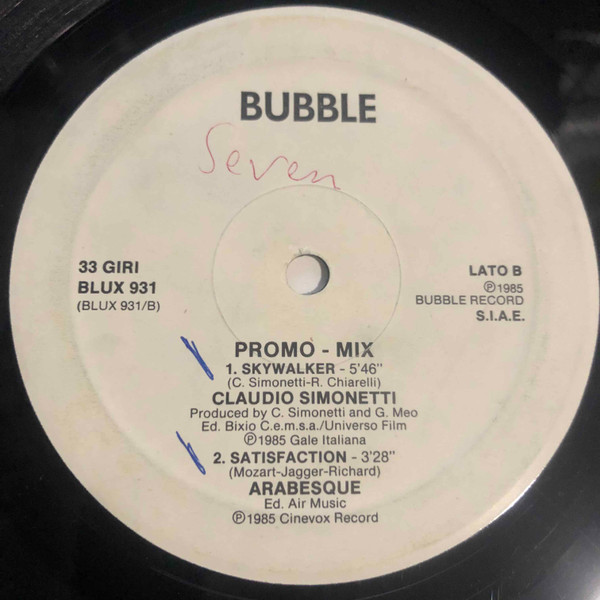 BUBBLE
Seven
33 GIRI
BLUX 931
(BLUX 931/B)
LATO B
℗1985
BUBBLE RECORD
S.I.A.E.
PROMO - MIX
1. SKYWALKER - 5'46"
(C. Simonetti-R. Chiarelli)
CLAUDIO SIMONETTI
Produced by C. Simonetti and G. Meo
Ed. Bixio C.e.m.s.a./Universo Film
℗1985 Gale Italiana
2. SATISFACTION - 3'28"
(Mozart-Jagger-Richard)
ARABESQUE
Ed. Air Music
℗1985 Cinevox Record